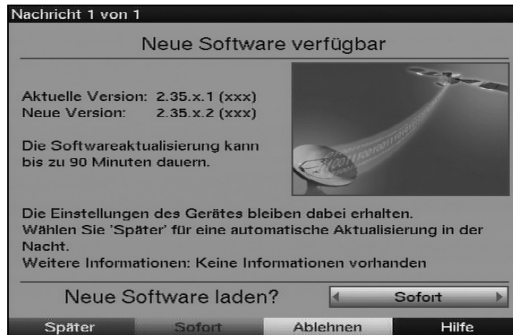 Nachricht 1 von 1
Neue Software verfügbar
Aktuelle Version: 2.35.x.1 (xxx)
Neue Version: 2.35.x.2 (xxx)
Die Softwareaktualisierung kann
bis zu 90 Minuten dauern.
Die Einstellungen des Gerätes bleiben dabei erhalten.
Wählen Sie 'Später' für eine automatische Aktualisierung in der
Nacht.
Weitere Informationen: Keine Informationen vorhanden
Neue Software laden? Sofort
Später Sofort Ablehnen Hilfe